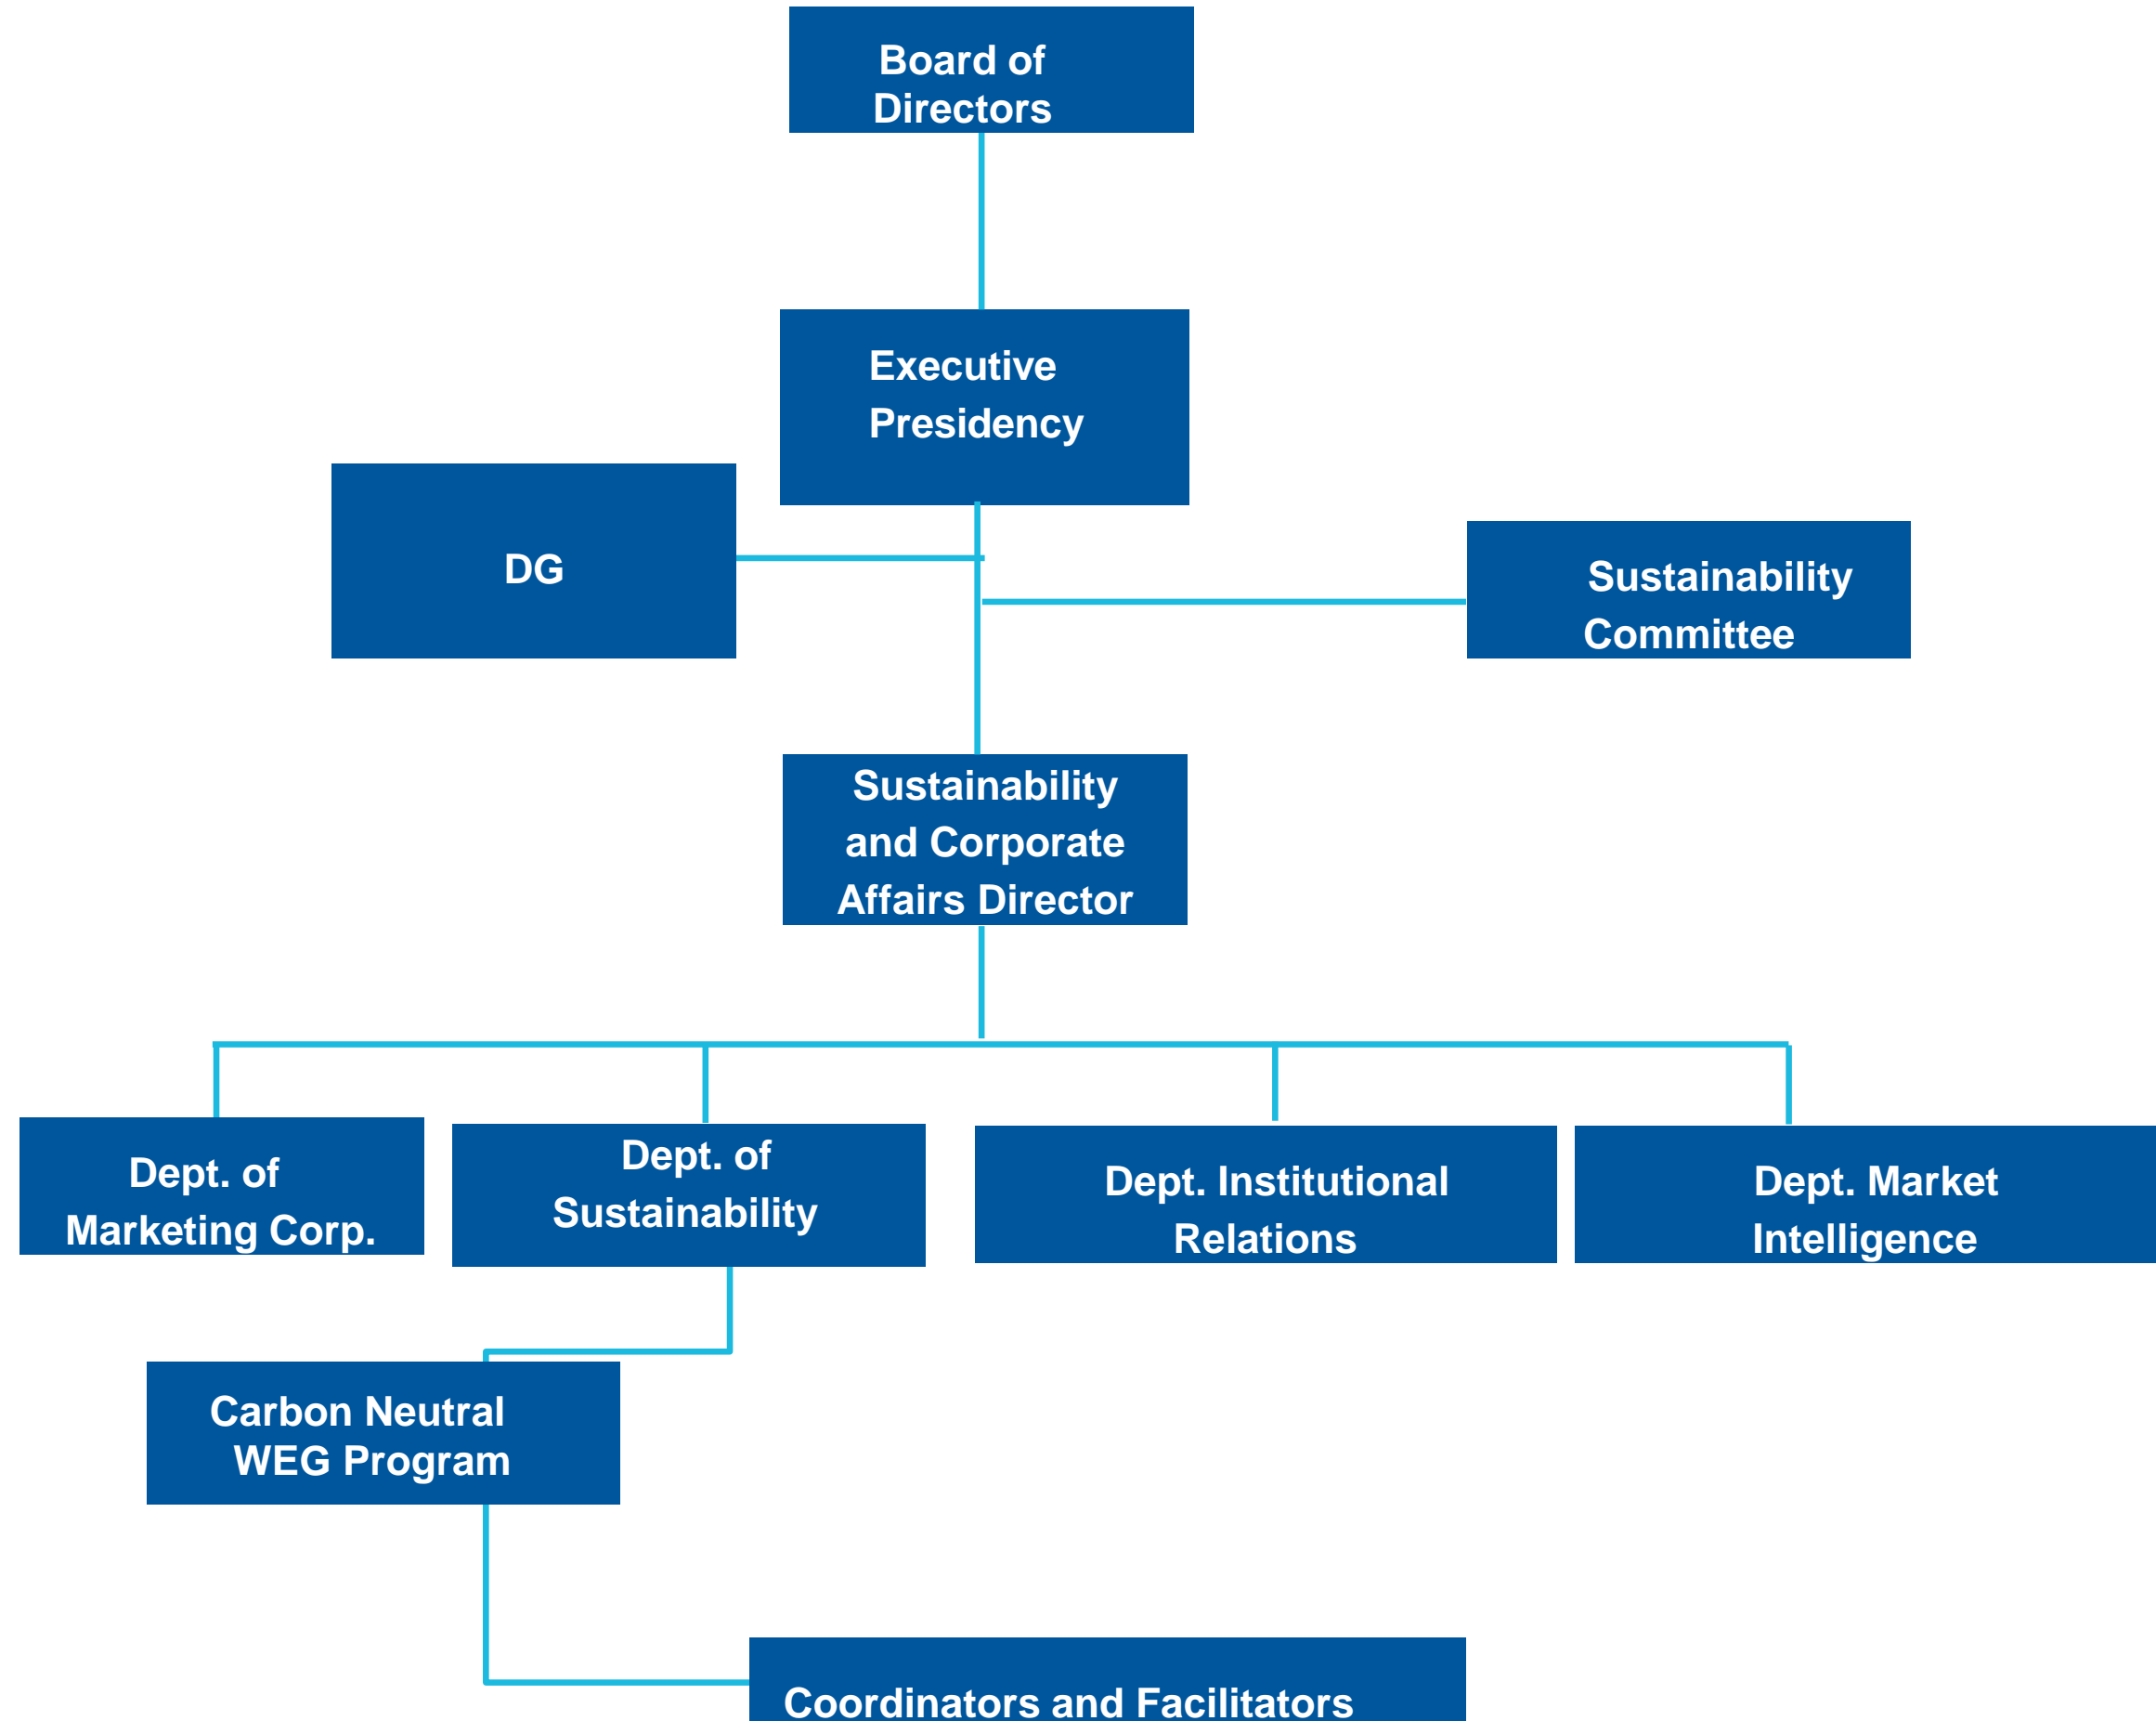 Board of
Directors
Executive
Presidency
DG
Sustainability
Committee
Sustainability
and Corporate
Affairs Director
Dept. of
Marketing Corp.
Dept. of
Sustainability
Dept. Institutional
Relations
Dept. Market
Intelligence
Carbon Neutral
WEG Program
Coordinators and Facilitators